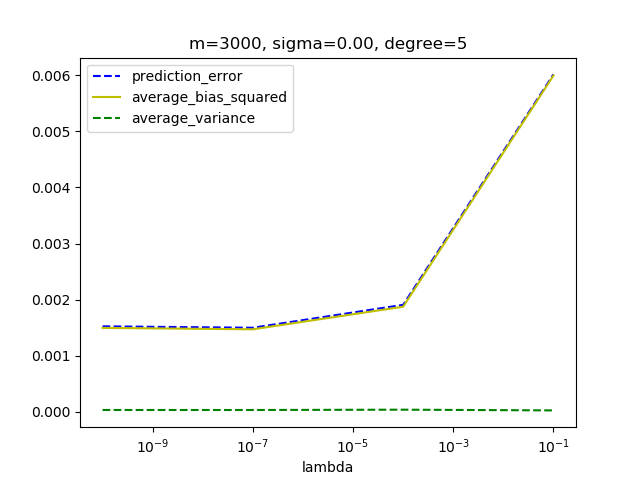 m=3000, sigma=0.00, degree=5
prediction_error
average_bias_squared
average_variance
0.006
0.005
0.004
0.003
0.002
0.001
0.000
10⁻⁹ 10⁻⁷ 10⁻⁵ 10⁻³ 10⁻¹
lambda